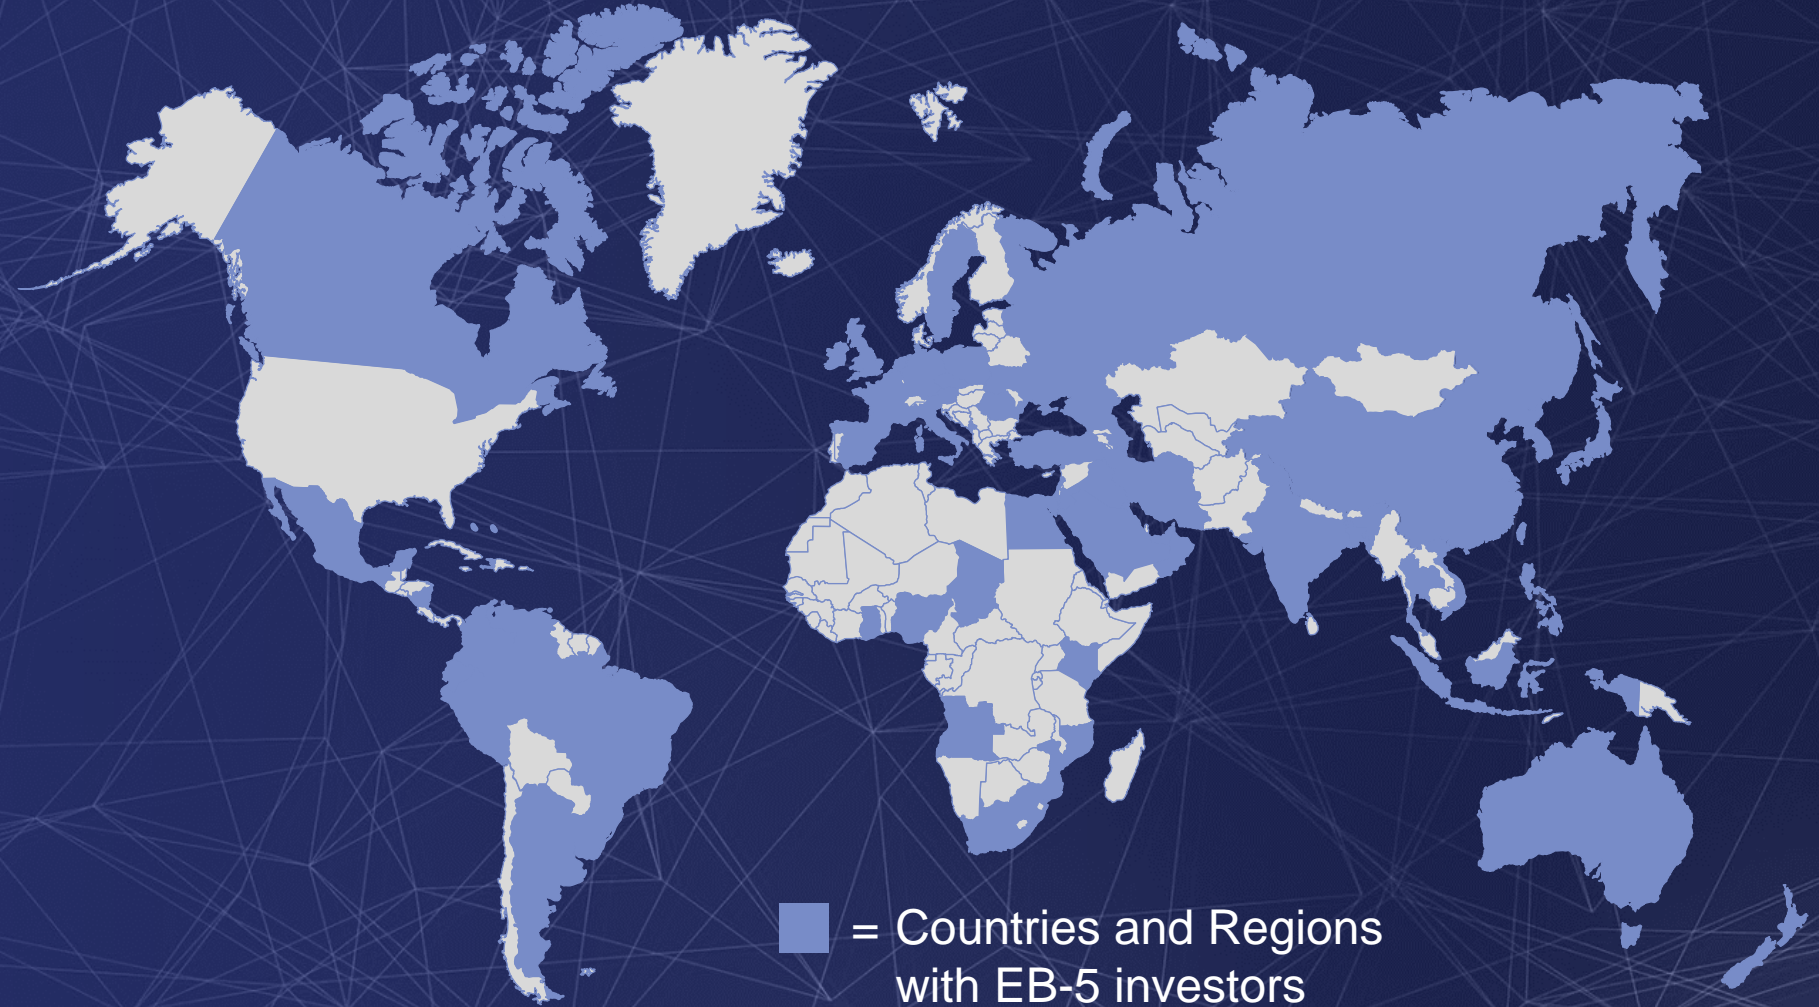 = Countries and Regions
with EB-5 investors